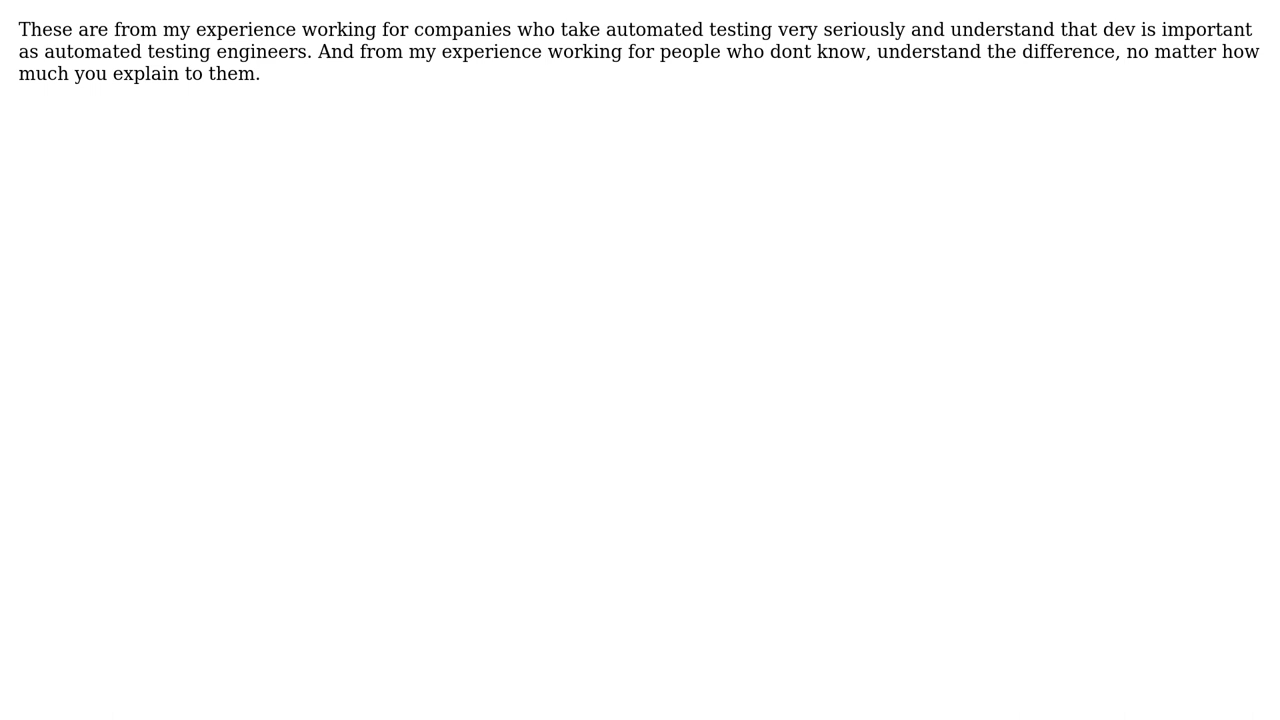 These are from my experience working for companies who take automated testing very seriously and understand that dev is important
as automated testing engineers. And from my experience working for people who dont know, understand the difference, no matter how
much you explain to them.